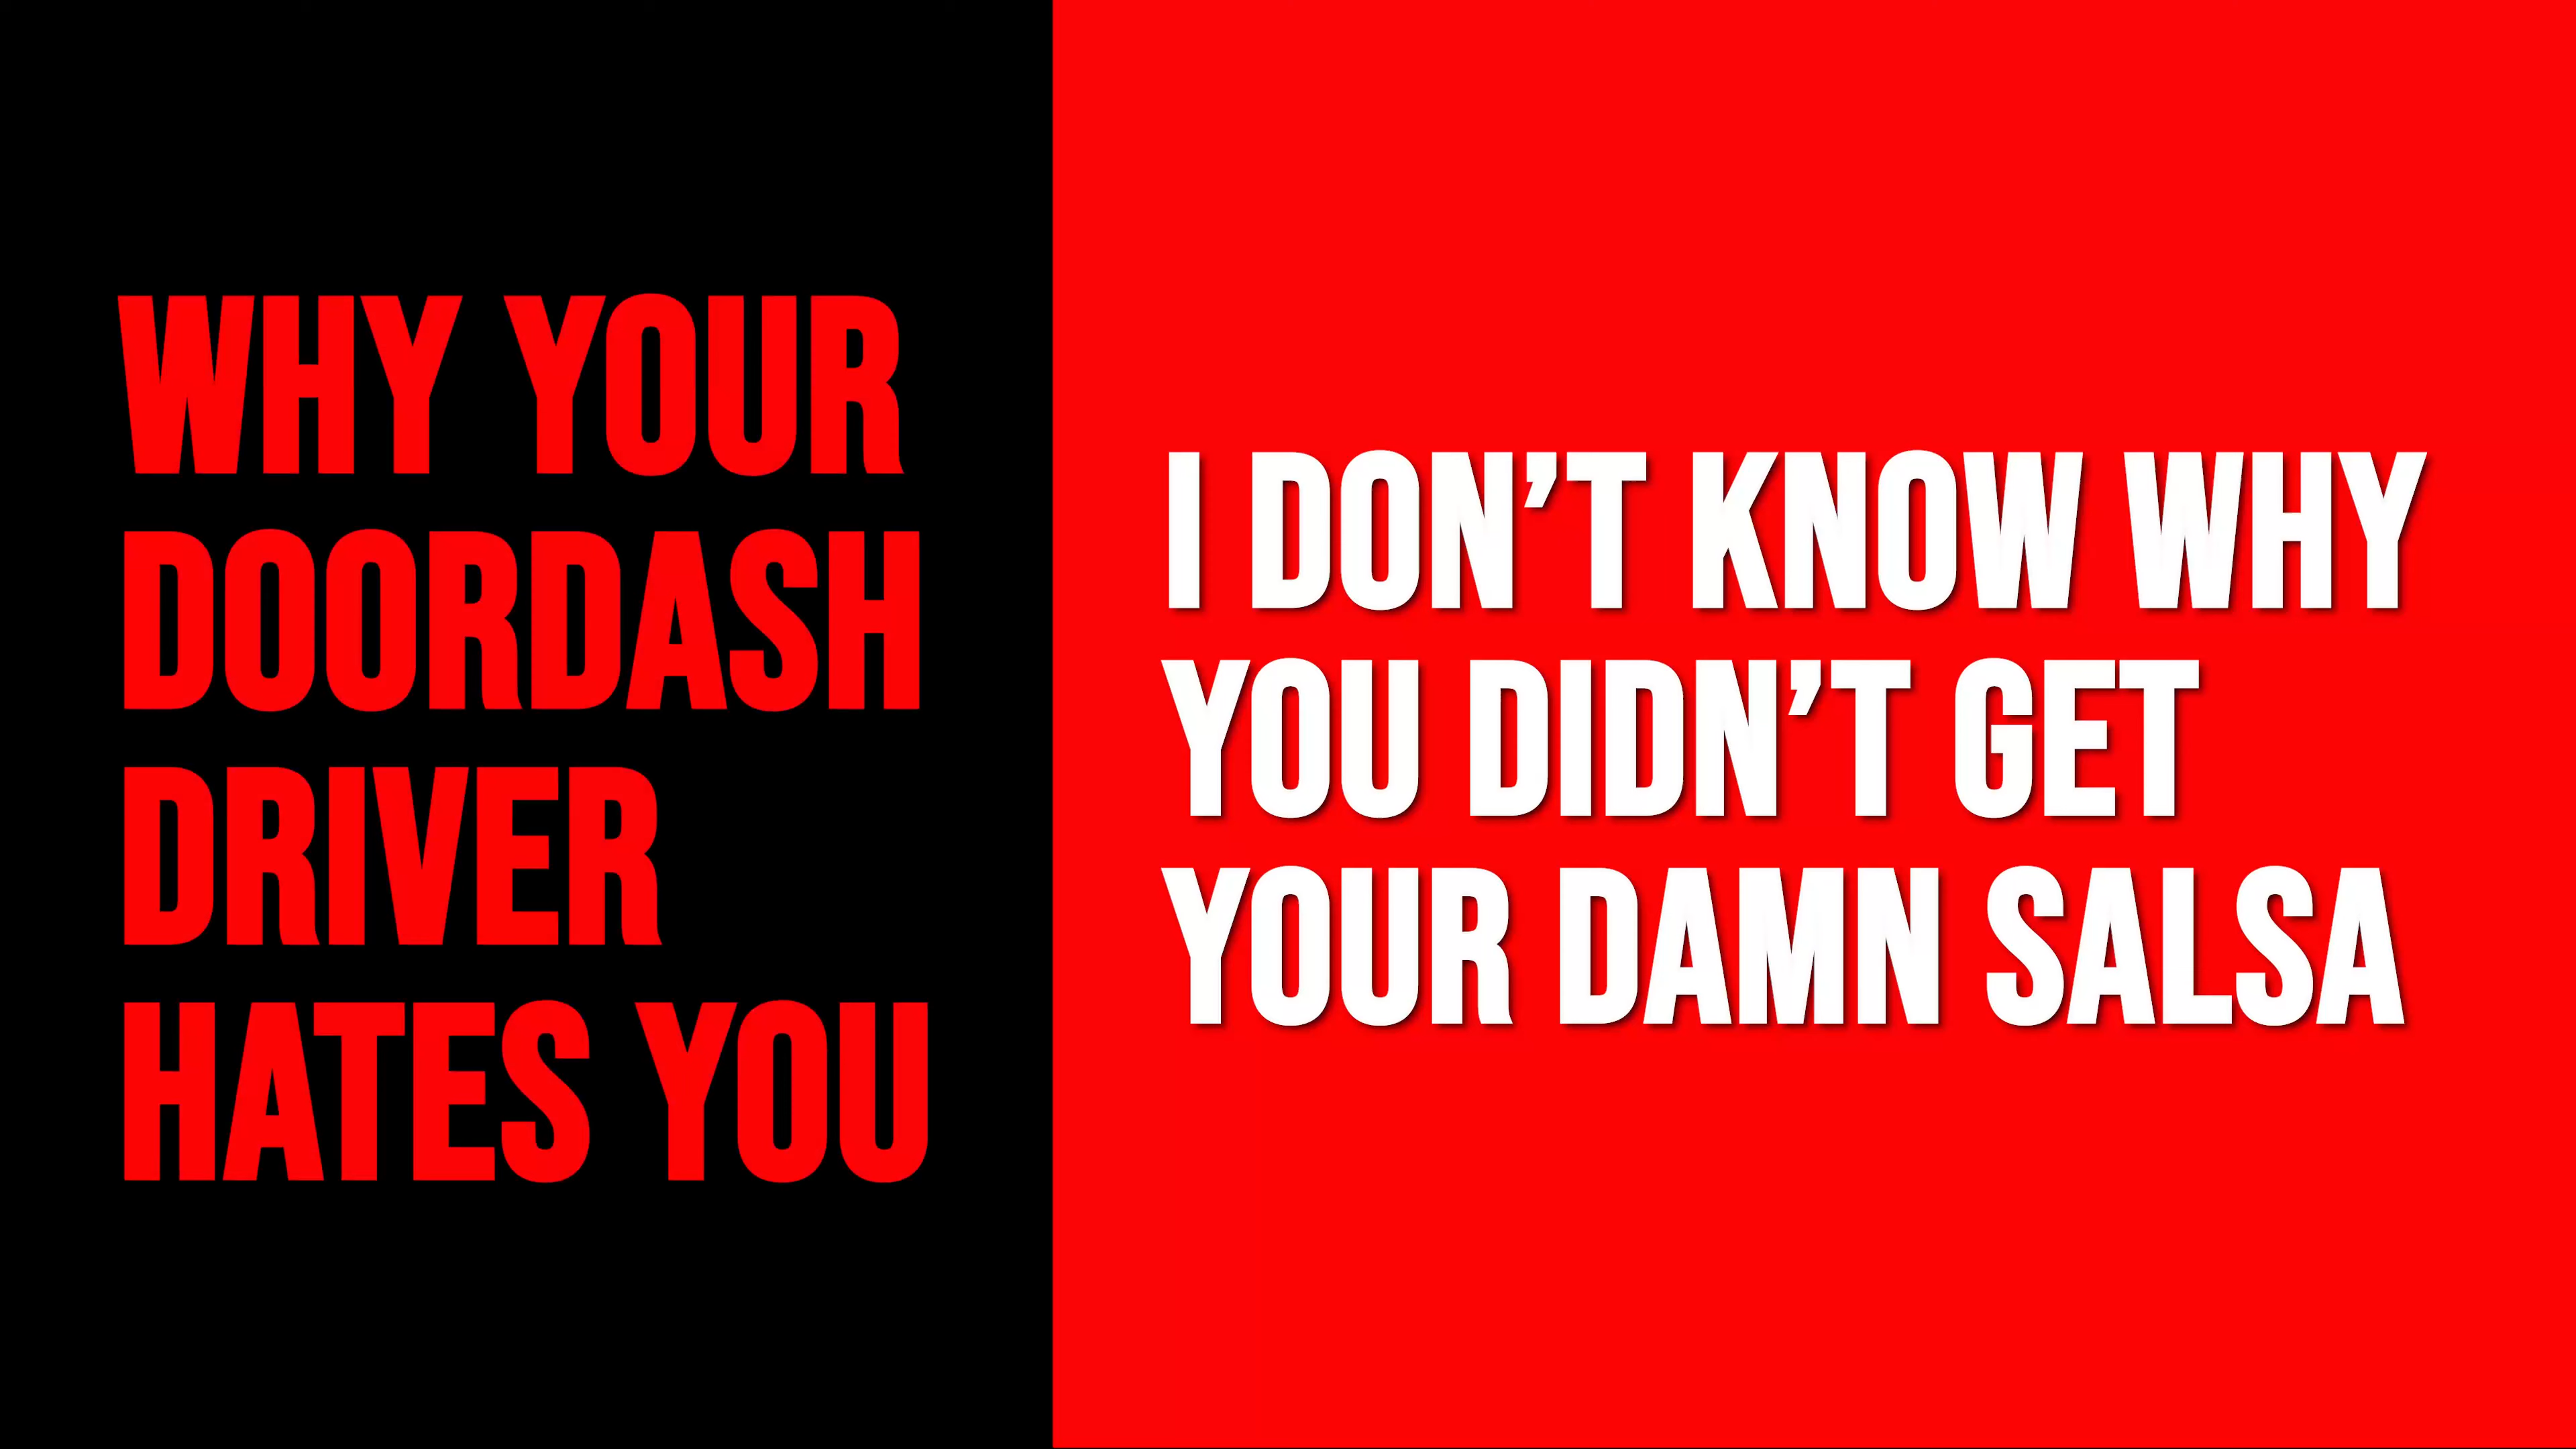 WHY YOUR
DOORDASH
DRIVER
HATES YOU
I DON’T KNOW WHY
YOU DIDN’T GET
YOUR DAMN SALSA